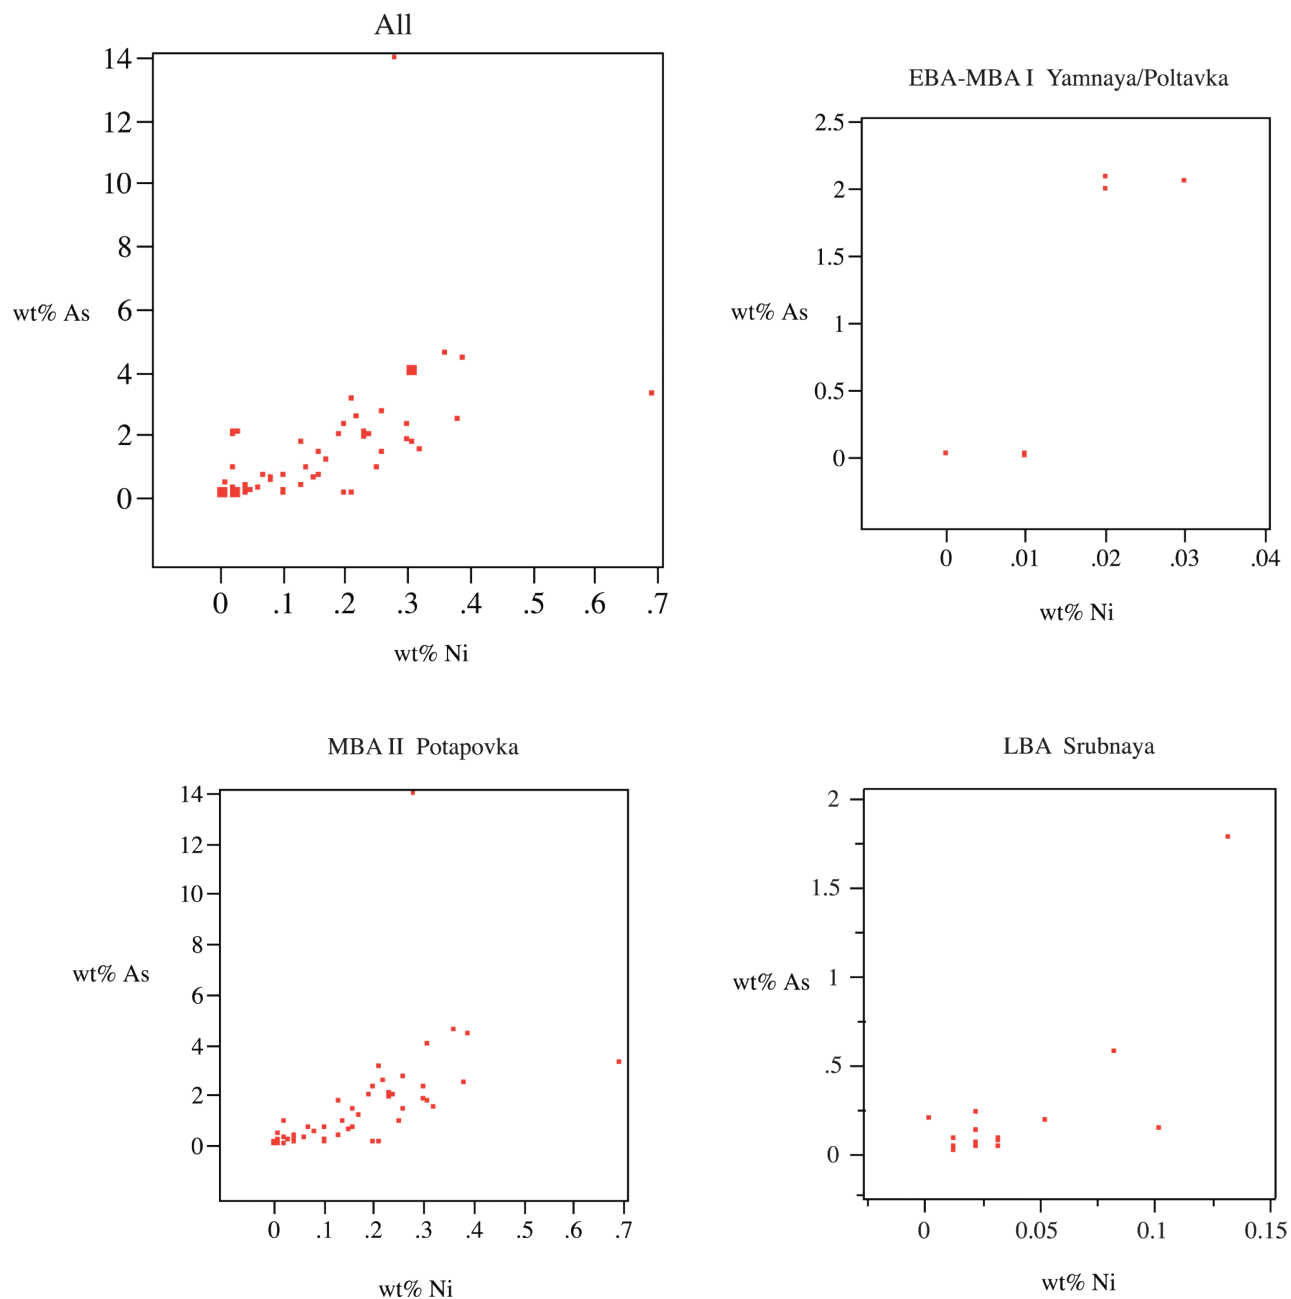 All
14
12
10
8
6
4
2
0
wt% As
0 .1 .2 .3 .4 .5 .6 .7
wt% Ni
EBA-MBA I Yamnaya/Poltavka
2.5
2
1.5
1
0.5
0
wt% As
0 .01 .02 .03 .04
wt% Ni
MBA II Potapovka
14
12
10
8
6
4
2
0
wt% As
0 .1 .2 .3 .4 .5 .6 .7
wt% Ni
LBA Srubnaya
2
1.5
1
.5
0
wt% As
0 0.05 0.1 0.15
wt% Ni